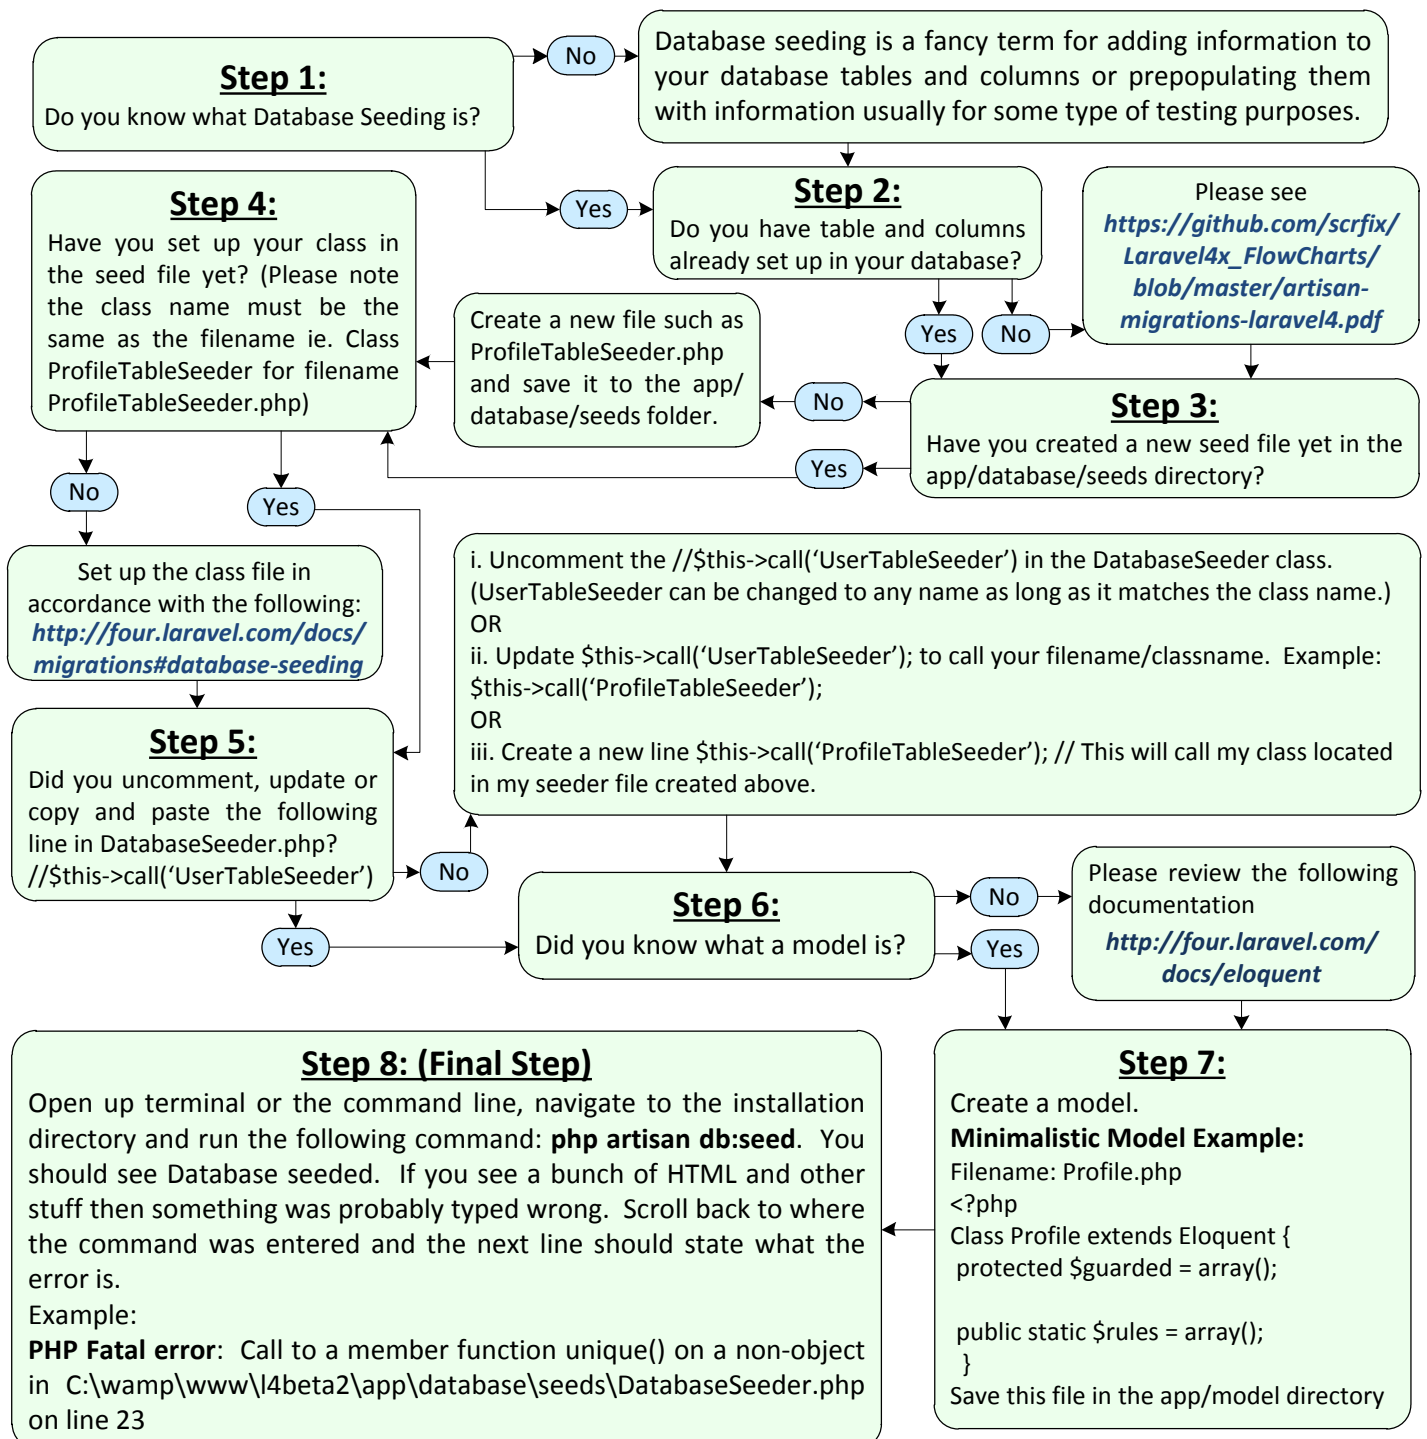 Step 1:
Do you know what Database Seeding is?
No
Database seeding is a fancy term for adding information to
your database tables and columns or prepopulating them
with information usually for some type of testing purposes.
Yes
Step 2:
Do you have table and columns
already set up in your database?
Yes
No
Please see
https://github.com/scrfix/
Laravel4x_FlowCharts/
blob/master/artisan-
migrations-laravel4.pdf
Step 3:
Have you created a new seed file yet in the
app/database/seeds directory?
No
Yes
Create a new file such as
ProfileTableSeeder.php
and save it to the app/
database/seeds folder.
Step 4:
Have you set up your class in
the seed file yet? (Please note
the class name must be the
same as the filename ie. Class
ProfileTableSeeder for filename
ProfileTableSeeder.php)
No
Yes
Set up the class file in
accordance with the following:
http://four.laravel.com/docs/
migrations#database-seeding
Step 5:
Did you uncomment, update or
copy and paste the following
line in DatabaseSeeder.php?
//$this->call(‘UserTableSeeder’)
No
Yes
i. Uncomment the //$this->call(‘UserTableSeeder’) in the DatabaseSeeder class.
(UserTableSeeder can be changed to any name as long as it matches the class name.)
OR
ii. Update $this->call(‘UserTableSeeder’); to call your filename/classname.  Example:
$this->call(‘ProfileTableSeeder’);
OR
iii. Create a new line $this->call(‘ProfileTableSeeder’); // This will call my class located
in my seeder file created above.
Step 6:
Did you know what a model is?
No
Yes
Please review the following
documentation
http://four.laravel.com/
docs/eloquent
Step 7:
Create a model.
Minimalistic Model Example:
Filename: Profile.php
<?php
Class Profile extends Eloquent {
protected $guarded = array();
public static $rules = array();
}
Save this file in the app/model directory
Step 8: (Final Step)
Open up terminal or the command line, navigate to the installation
directory and run the following command: php artisan db:seed.  You
should see Database seeded.  If you see a bunch of HTML and other
stuff then something was probably typed wrong.  Scroll back to where
the command was entered and the next line should state what the
error is.
Example:
PHP Fatal error:  Call to a member function unique() on a non-object
in C:\wamp\www\l4beta2\app\database\seeds\DatabaseSeeder.php
on line 23